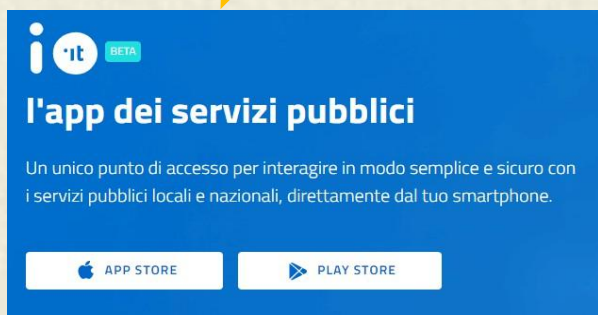 io .it BETA
l'app dei servizi pubblici
Un unico punto di accesso per interagire in modo semplice e sicuro con
i servizi pubblici locali e nazionali, direttamente dal tuo smartphone.
APP STORE
PLAY STORE